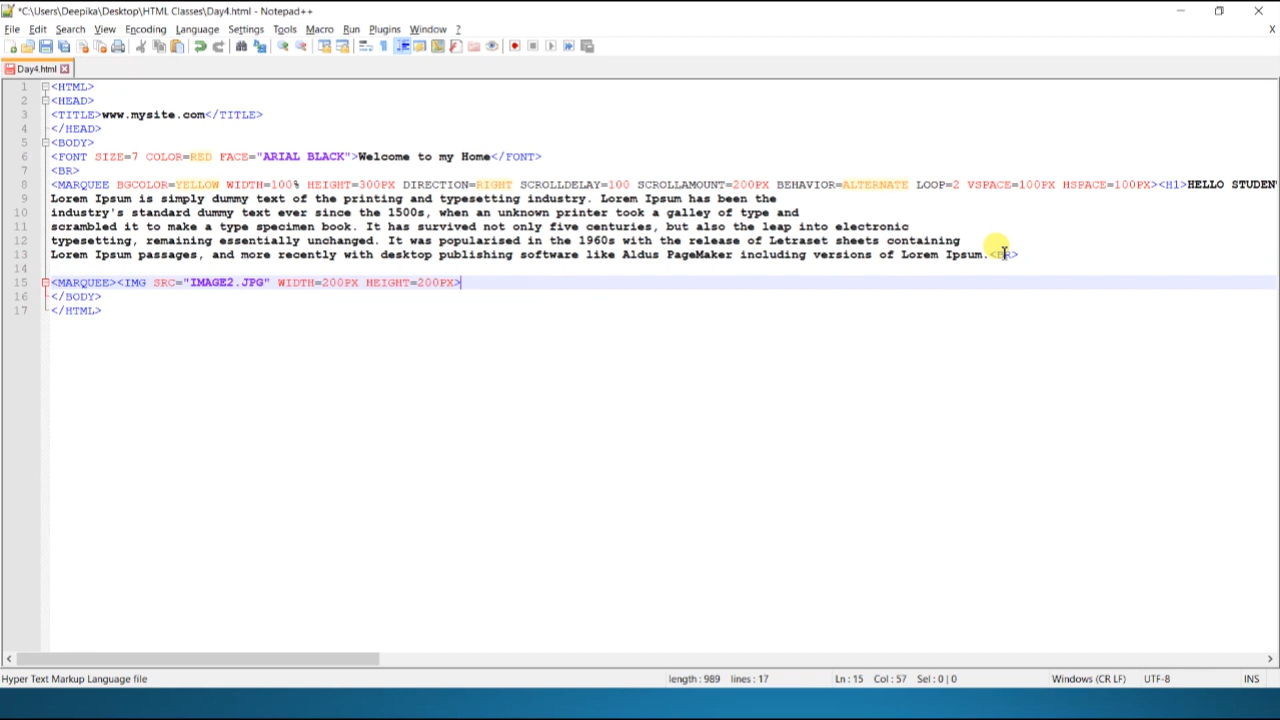 *C:\Users\Deepika\Desktop\HTML Classes\Day4.html - Notepad++
File Edit Search View Encoding Language Settings Tools Macro Run Plugins Window ? X
Day4.html
1 <HTML>
2 <HEAD>
3 <TITLE>www.mysite.com</TITLE>
4 </HEAD>
5 <BODY>
6 <FONT SIZE=7 COLOR=RED FACE="ARIAL BLACK">Welcome to my Home</FONT>
7 <BR>
8 <MARQUEE BGCOLOR=YELLOW WIDTH=100% HEIGHT=300PX DIRECTION=RIGHT SCROLLDELAY=100 SCROLLAMOUNT=200PX BEHAVIOR=ALTERNATE LOOP=2 VSPACE=100PX HSPACE=100PX><H1>HELLO STUDEN
9 Lorem Ipsum is simply dummy text of the printing and typesetting industry. Lorem Ipsum has been the
10 industry's standard dummy text ever since the 1500s, when an unknown printer took a galley of type and
11 scrambled it to make a type specimen book. It has survived not only five centuries, but also the leap into electronic
12 typesetting, remaining essentially unchanged. It was popularised in the 1960s with the release of Letraset sheets containing
13 Lorem Ipsum passages, and more recently with desktop publishing software like Aldus PageMaker including versions of Lorem Ipsum.<BR>
14
15 <MARQUEE><IMG SRC="IMAGE2.JPG" WIDTH=200PX HEIGHT=200PX>
16 </BODY>
17 </HTML>
Hyper Text Markup Language file length : 989 lines : 17 Ln : 15 Col : 57 Sel : 0 | 0 Windows (CR LF) UTF-8 INS